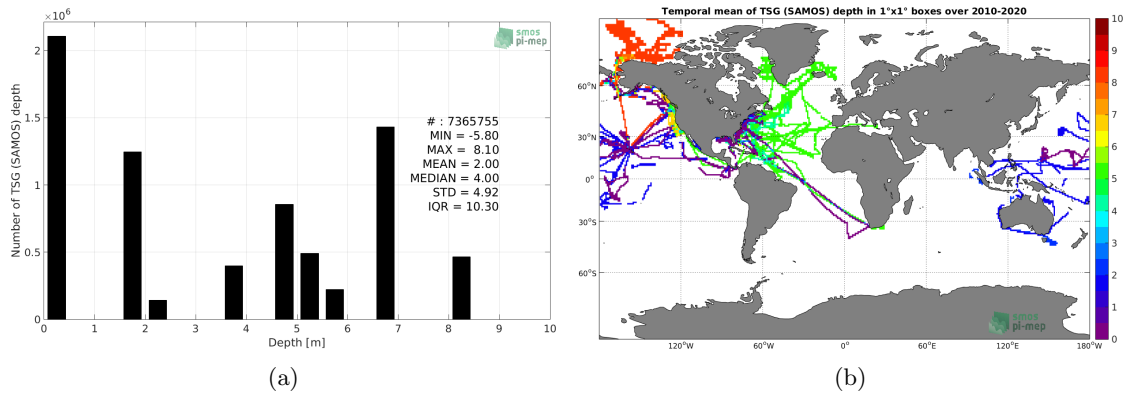 ×10⁶
smos
pi-mep
# : 7365755
MIN = -5.80
MAX = 8.10
MEAN = 2.00
MEDIAN = 4.00
STD = 4.92
IQR = 10.30
Number of TSG (SAMOS) depth
2
1.5
1
0.5
0
0 1 2 3 4 5 6 7 8 9 10
Depth [m]
(a)
Temporal mean of TSG (SAMOS) depth in 1°x1° boxes over 2010-2020
60°N
30°N
0°
30°S
60°S
120°W 60°W 0° 60°E 120°E 180°W
10
9
8
7
6
5
4
3
2
1
0
smos
pi-mep
(b)